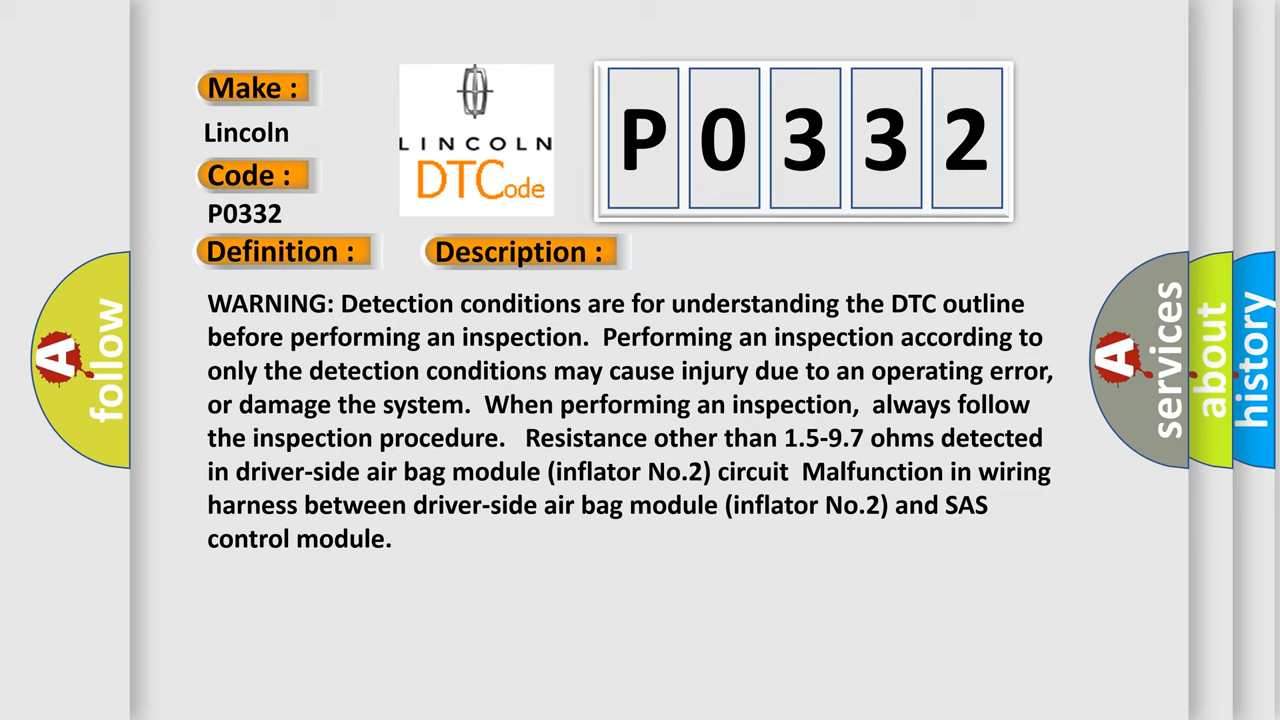 Make :
Lincoln
Code :
P0332
Definition :
Description :
LINCOLN
DTCode
P0332
WARNING: Detection conditions are for understanding the DTC outline
before performing an inspection.  Performing an inspection according to
only the detection conditions may cause injury due to an operating error,
or damage the system.  When performing an inspection,  always follow
the inspection procedure.   Resistance other than 1.5-9.7 ohms detected
in driver-side air bag module (inflator No.2) circuit  Malfunction in wiring
harness between driver-side air bag module (inflator No.2) and SAS
control module.
A
follow
A
services
about
history